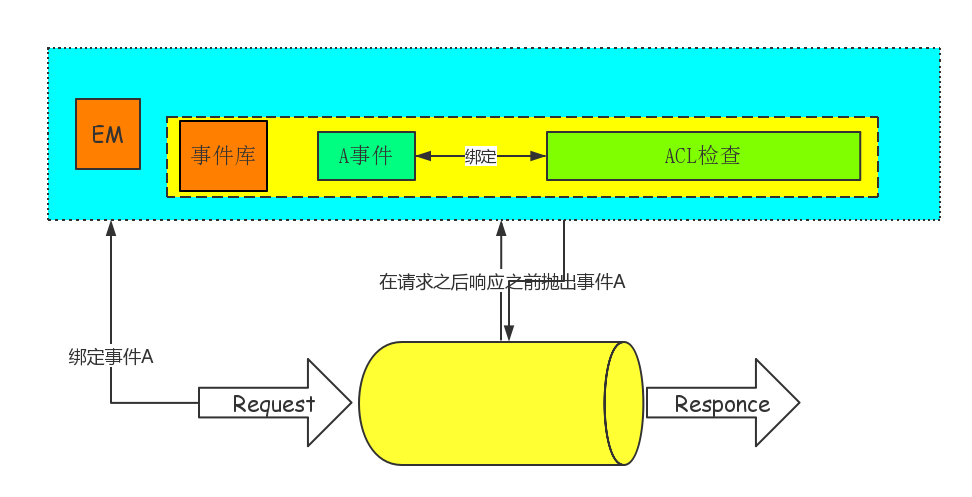 EM
事件库
A事件
绑定
ACL检查
在请求之后响应之前抛出事件A
绑定事件A
Request
Responce